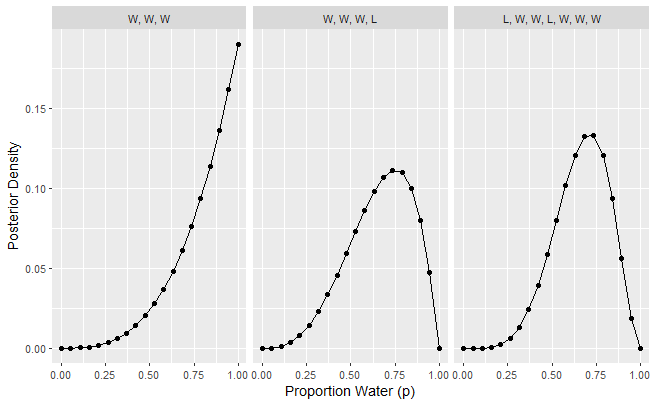 W, W, W
W, W, W, L
L, W, W, L, W, W, W
Posterior Density
0.15
0.10
0.05
0.00
0.00 0.25 0.50 0.75 1.00
0.00 0.25 0.50 0.75 1.00
0.00 0.25 0.50 0.75 1.00
Proportion Water (p)